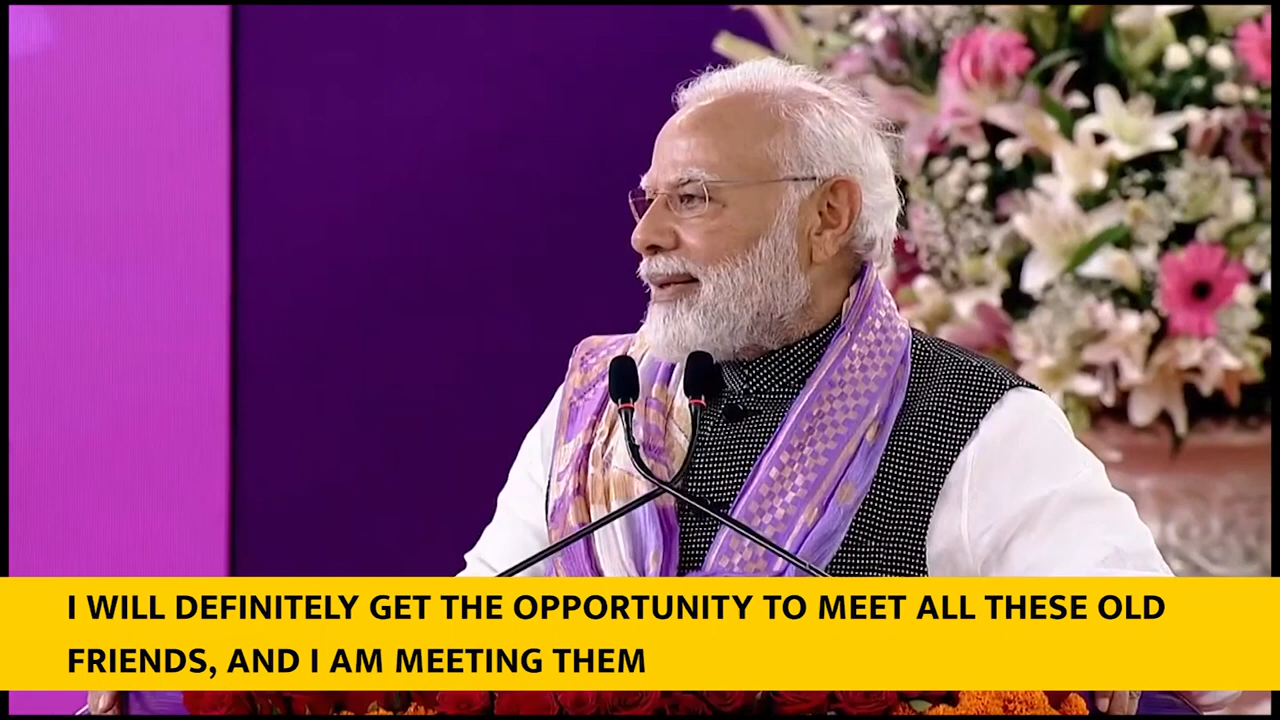 I WILL DEFINITELY GET THE OPPORTUNITY TO MEET ALL THESE OLD
FRIENDS, AND I AM MEETING THEM